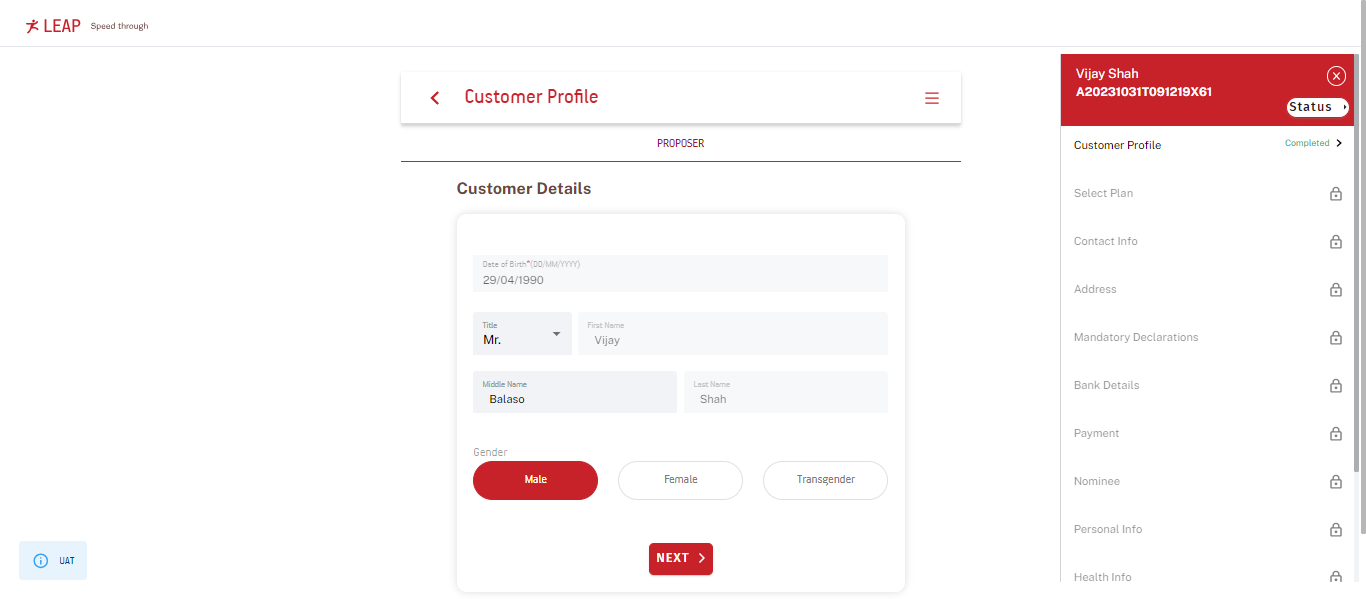 LEAP Speed through
Customer Profile
PROPOSER
Customer Details
Date of Birth*(DD/MM/YYYY)
29/04/1990
Title
Mr.
First Name
Vijay
Middle Name
Balaso
Last Name
Shah
Gender
Male Female Transgender
NEXT
UAT
Vijay Shah
A20231031T091219X61
Status
Customer Profile Completed
Select Plan
Contact Info
Address
Mandatory Declarations
Bank Details
Payment
Nominee
Personal Info
Health Info